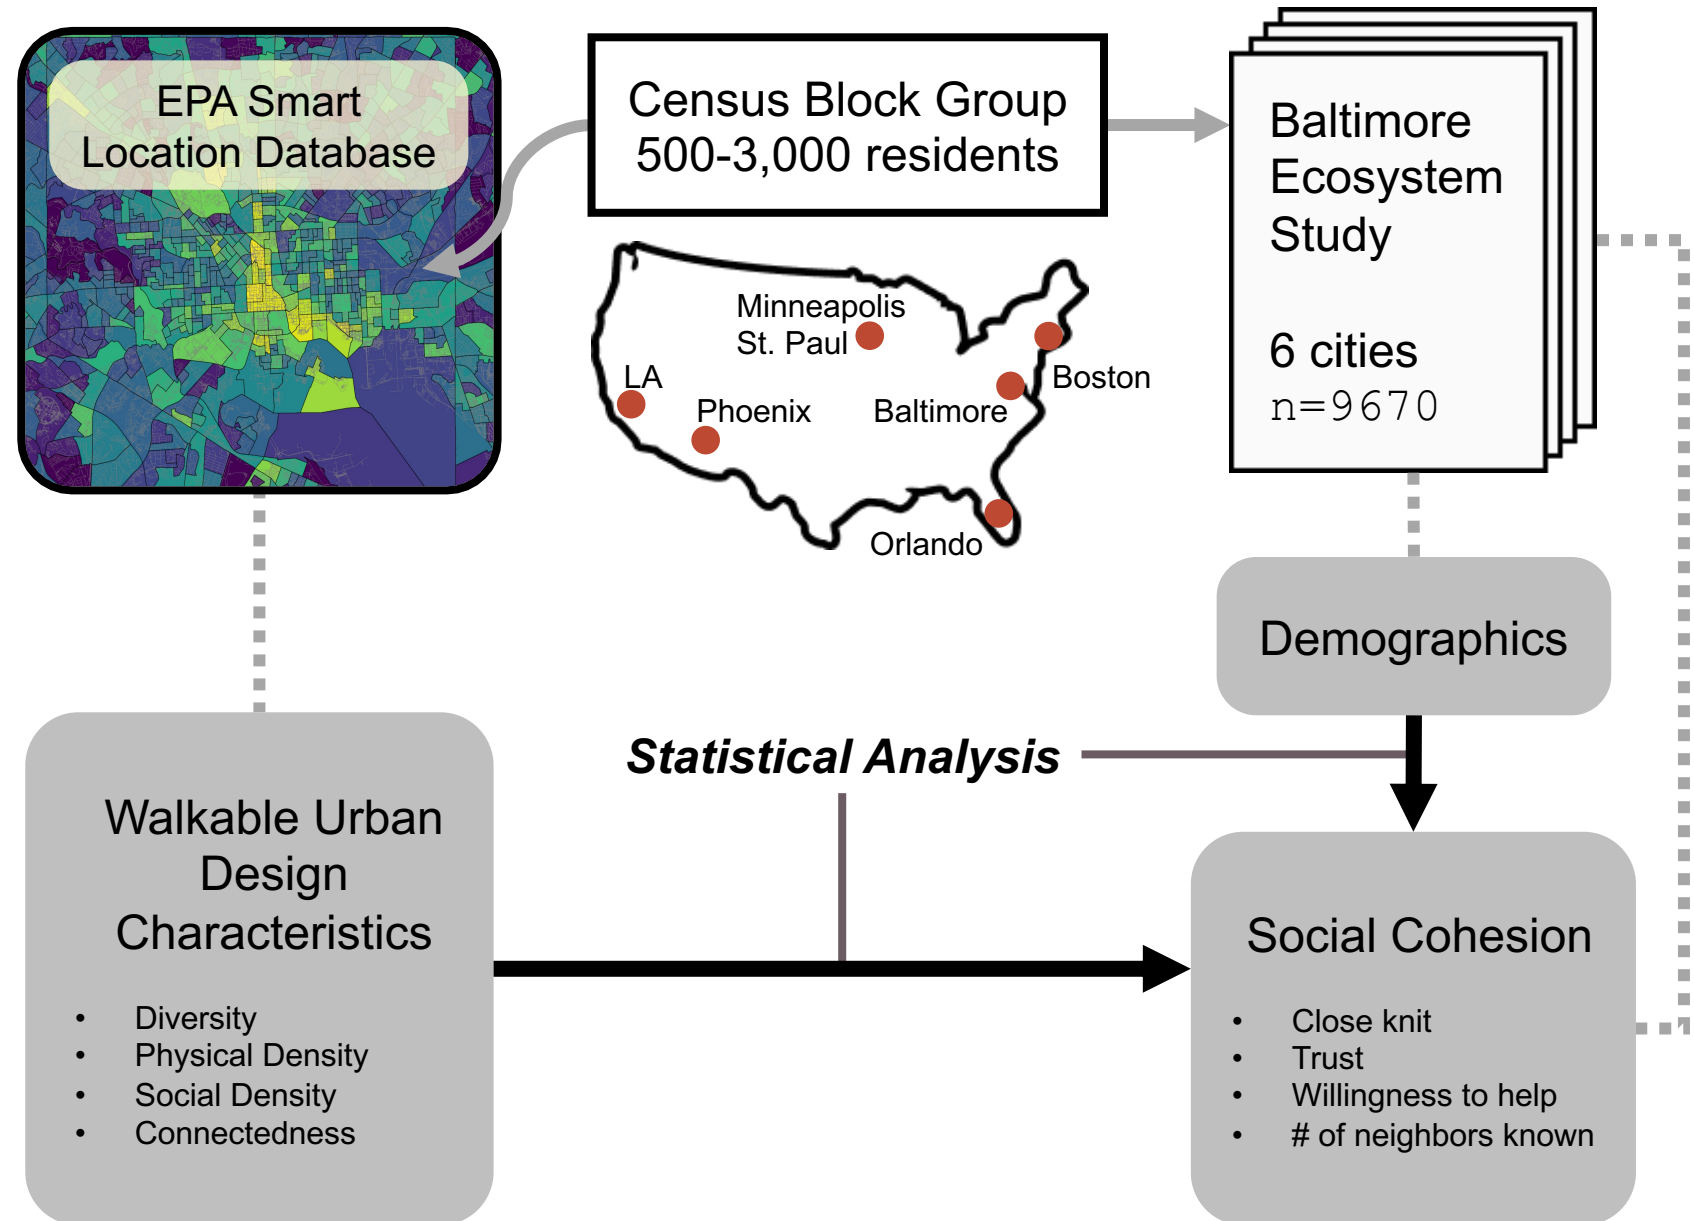 EPA Smart
Location Database
Census Block Group
500-3,000 residents
Baltimore
Ecosystem
Study
6 cities
n=9670
Minneapolis
St. Paul
LA
Phoenix
Baltimore
Boston
Orlando
Demographics
Statistical Analysis
Walkable Urban
Design
Characteristics
• Diversity
• Physical Density
• Social Density
• Connectedness
Social Cohesion
• Close knit
• Trust
• Willingness to help
• # of neighbors known